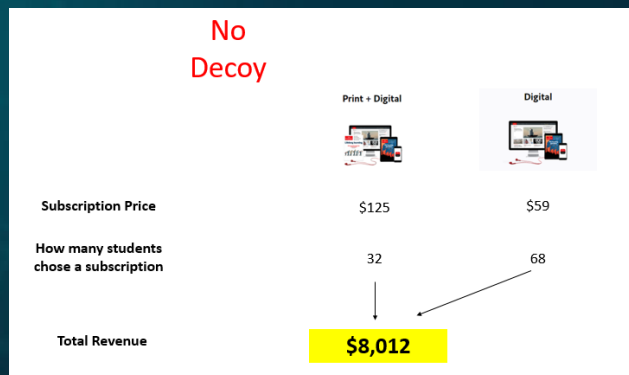 No
Decoy
Print + Digital
Digital
Subscription Price
$125
$59
How many students
chose a subscription
32
68
Total Revenue
$8,012